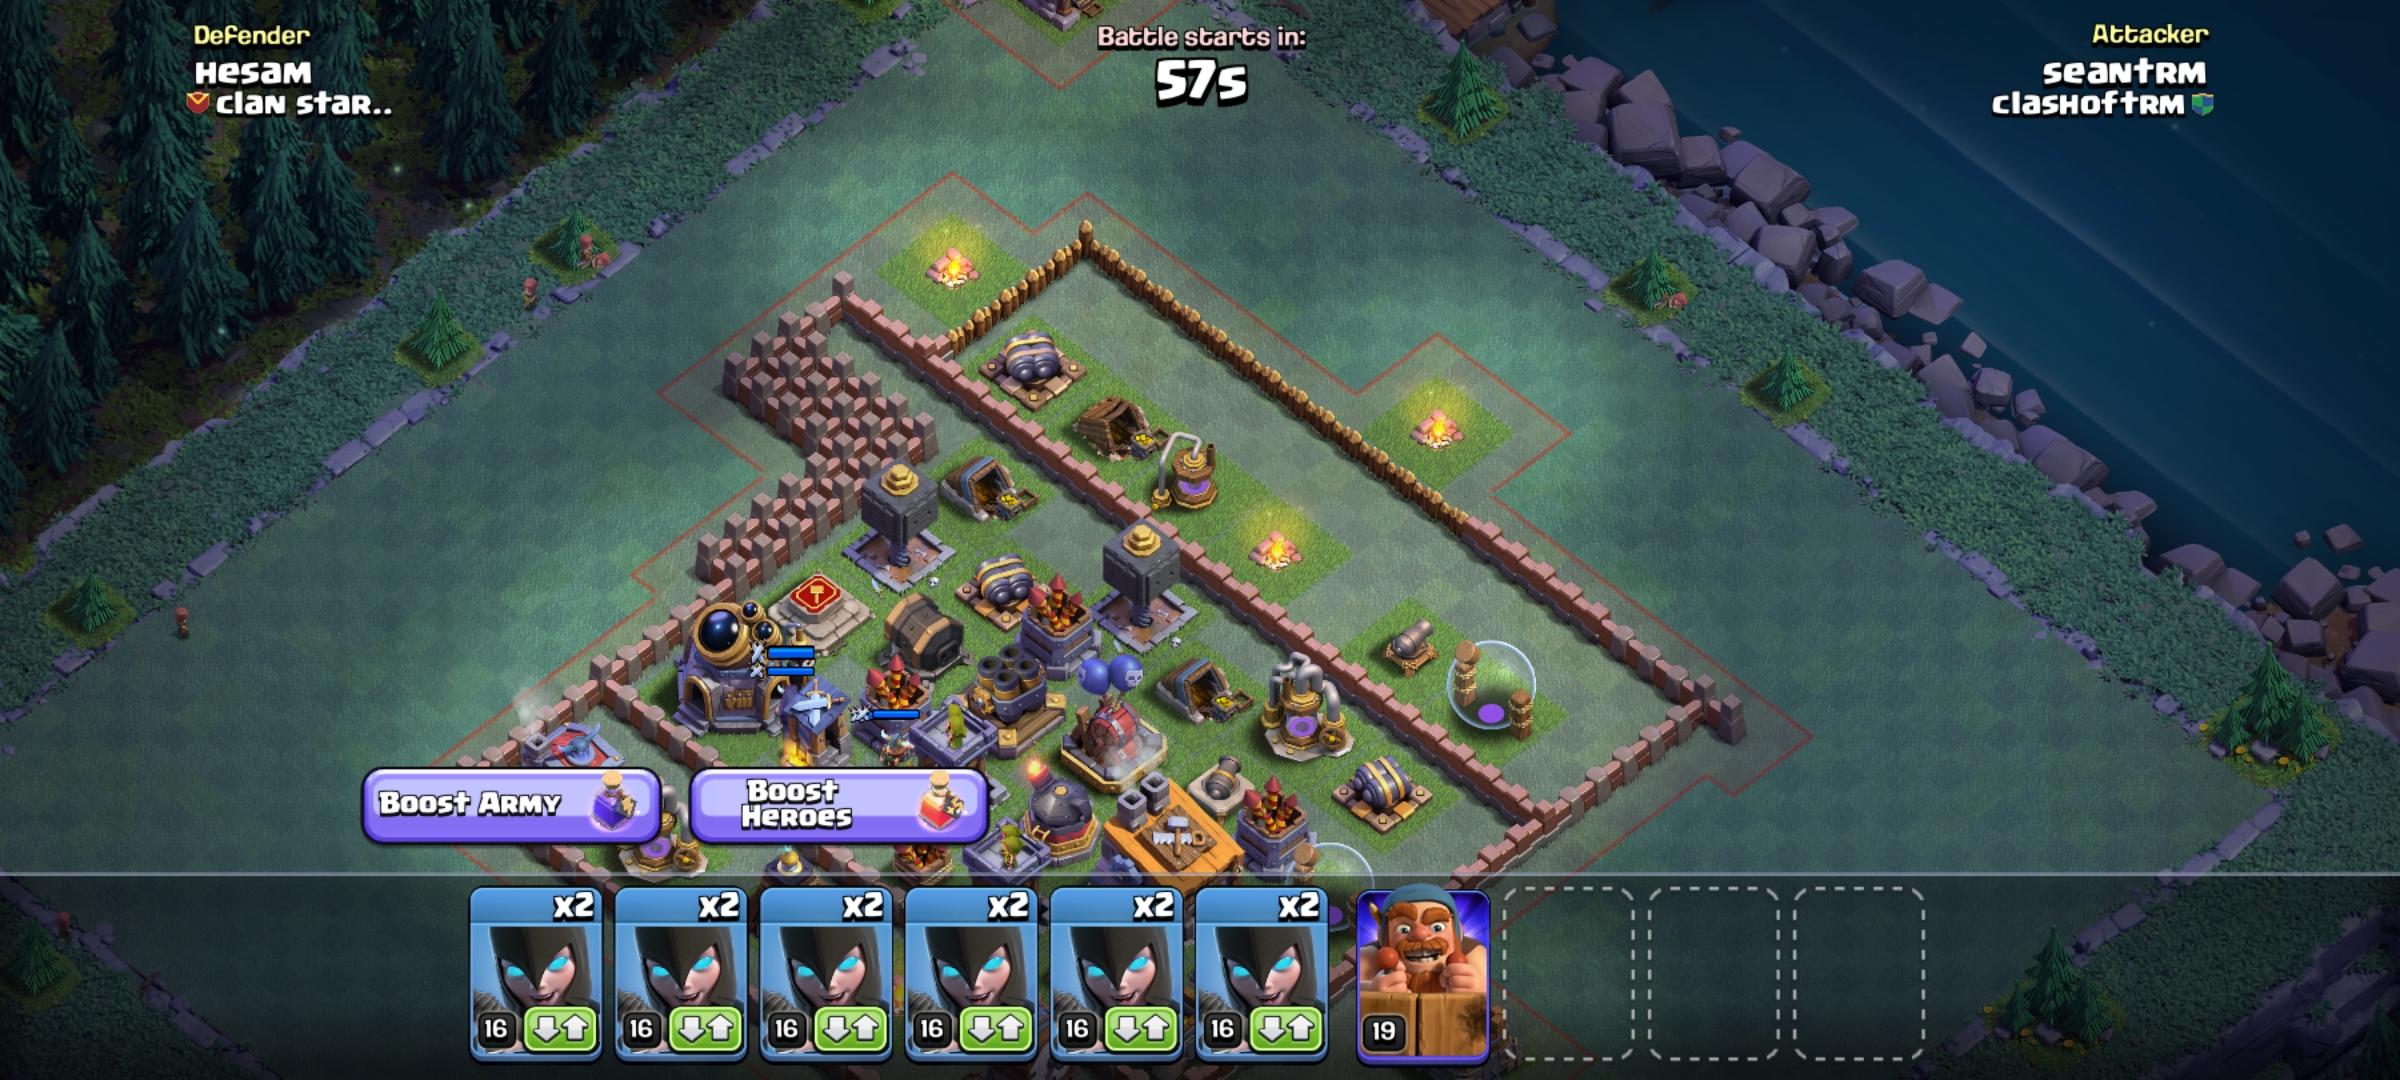 Defender
HESAM
CLAN STAR..
Battle starts in:
57s
Attacker
SEANTRM
CLASHOFTRM
VIII
Boost Army
Boost
Heroes
x2
x2
x2
x2
x2
x2
16
16
16
16
16
16
19